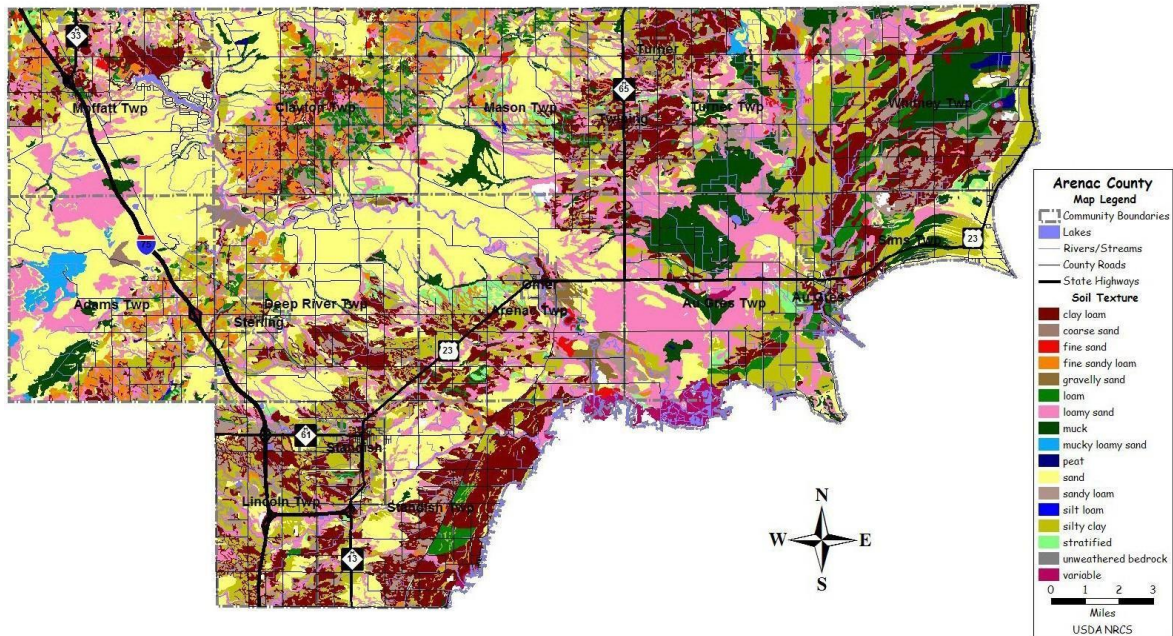 33
Moffatt Twp
Clayton Twp
Mason Twp
Turner
65
Turner Twp
Twining
Whitney Twp
75
Adams Twp
Sterling
Deep River Twp
23
Omer
Arenac Twp
Au Gres Twp
Au Gres
Sims Twp
23
61
Standish
Lincoln Twp
Standish Twp
13
N
W
E
S
Arenac County
Map Legend
Community Boundaries
Lakes
Rivers/Streams
County Roads
State Highways
Soil Texture
clay loam
coarse sand
fine sand
fine sandy loam
gravelly sand
loam
loamy sand
muck
mucky loamy sand
peat
sand
sandy loam
silt loam
silty clay
stratified
unweathered bedrock
variable
0 1 2 3
Miles
USDA NRCS